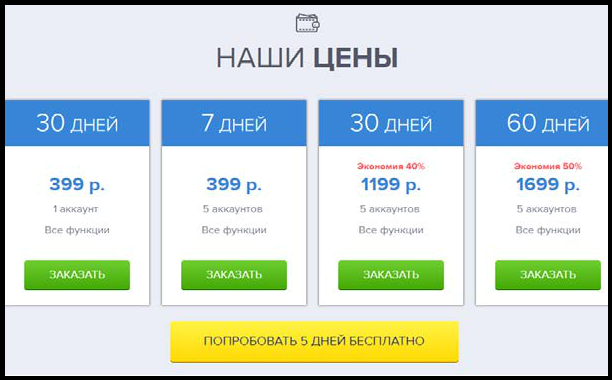 НАШИ ЦЕНЫ
30 ДНЕЙ
399 р.
1 аккаунт
Все функции
ЗАКАЗАТЬ
7 ДНЕЙ
399 р.
5 аккаунтов
Все функции
ЗАКАЗАТЬ
30 ДНЕЙ
Экономия 40%
1199 р.
5 аккаунтов
Все функции
ЗАКАЗАТЬ
60 ДНЕЙ
Экономия 50%
1699 р.
5 аккаунтов
Все функции
ЗАКАЗАТЬ
ПОПРОБОВАТЬ 5 ДНЕЙ БЕСПЛАТНО